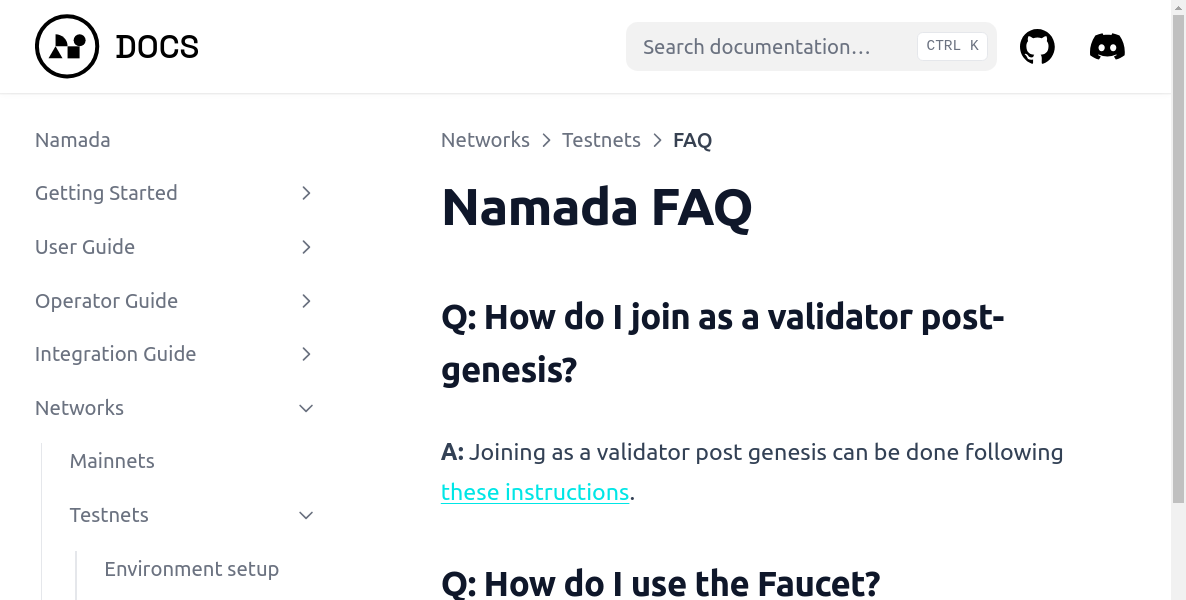 DOCS
Search documentation…
CTRL K
Namada
Getting Started
User Guide
Operator Guide
Integration Guide
Networks
Mainnets
Testnets
Environment setup
Networks > Testnets > FAQ
Namada FAQ
Q: How do I join as a validator post-
genesis?
A: Joining as a validator post genesis can be done following
these instructions.
Q: How do I use the Faucet?